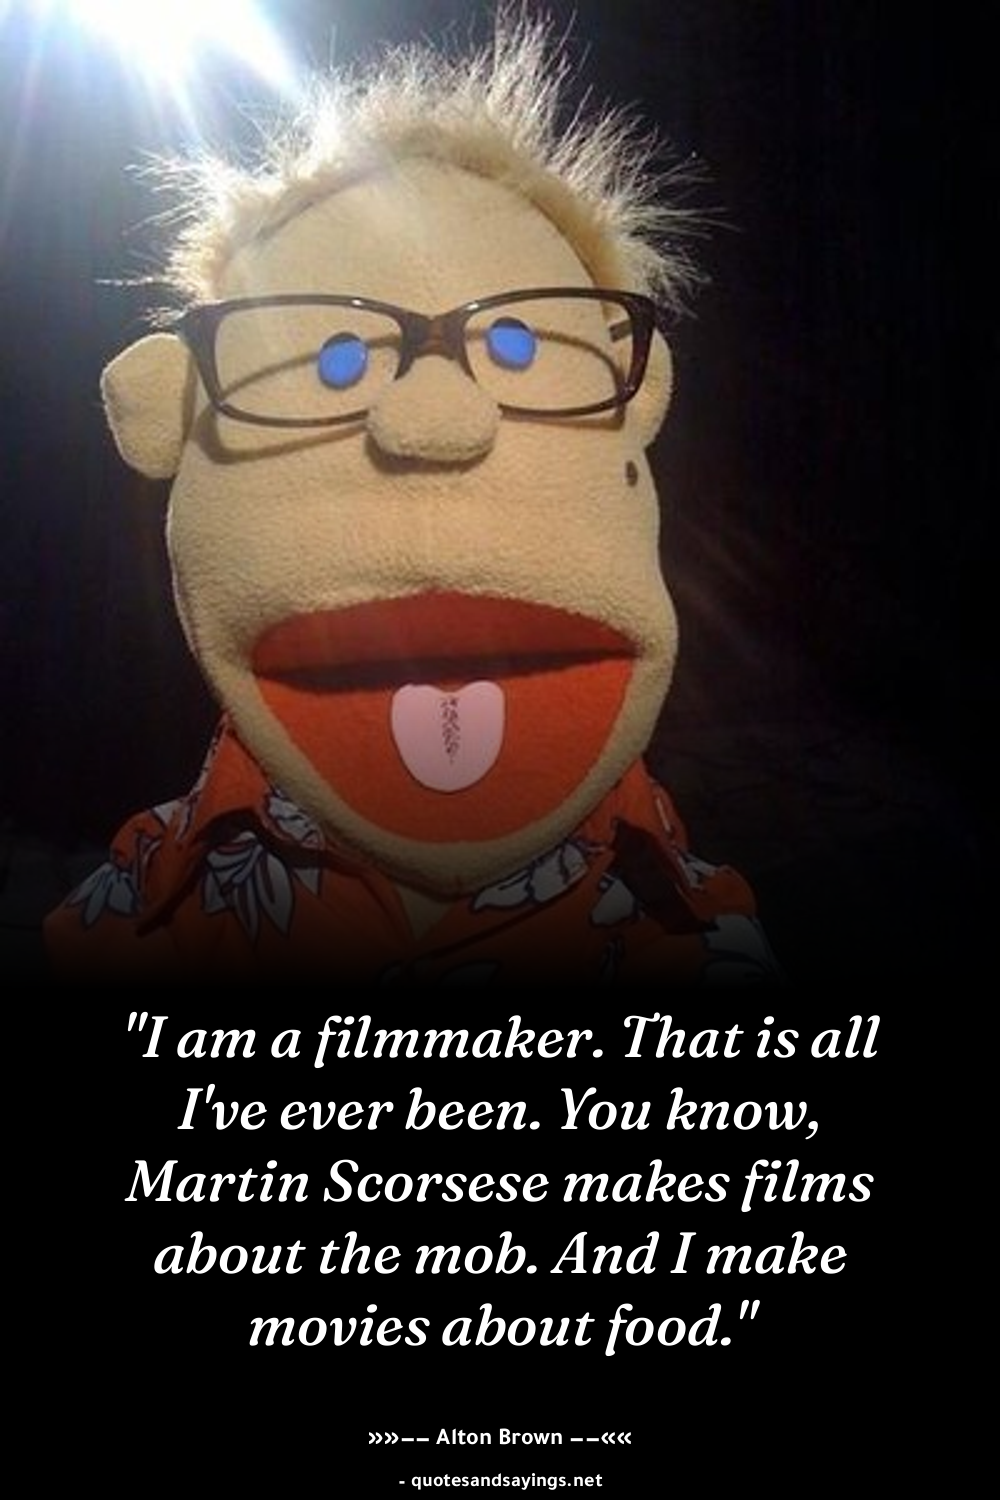 "I am a filmmaker. That is all
I've ever been. You know,
Martin Scorsese makes films
about the mob. And I make
movies about food."
»»–– Alton Brown ––««
- quotesandsayings.net